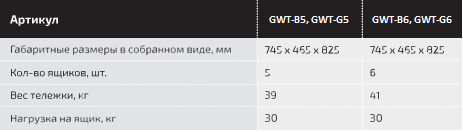 Артикул GWT-B5, GWT-G5 GWT-B6, GWT-G6
Габаритные размеры в собранном виде, мм 745 x 465 x 825 745 x 465 x 825
Кол-во ящиков, шт. 5 6
Вес тележки, кг 39 41
Нагрузка на ящик, кг 30 30